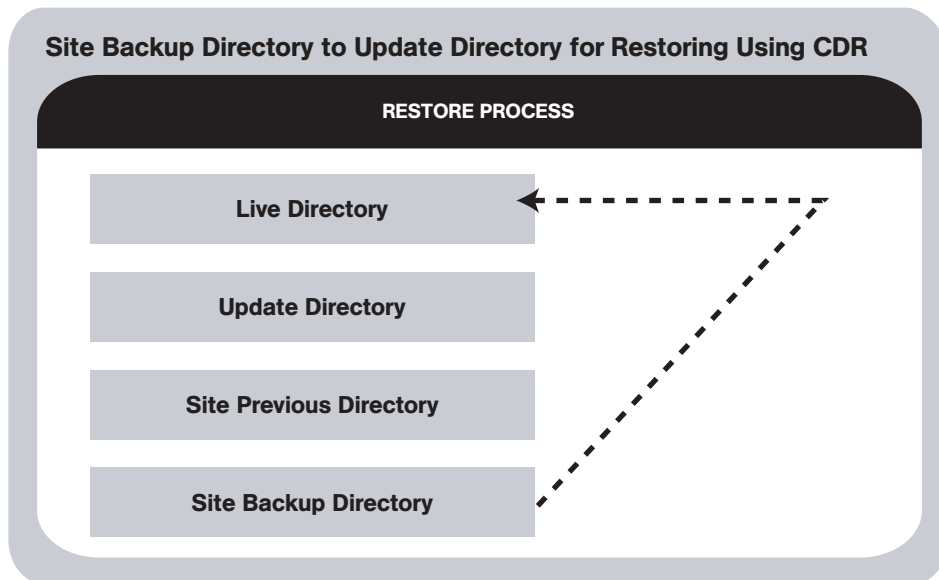 Site Backup Directory to Update Directory for Restoring Using CDR
RESTORE PROCESS
Live Directory
Update Directory
Site Previous Directory
Site Backup Directory